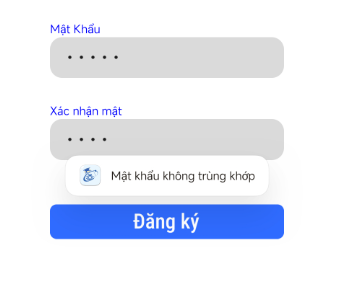 Mật Khẩu
•••••
Xác nhận mật
••••
Mật khẩu không trùng khớp
Đăng ký